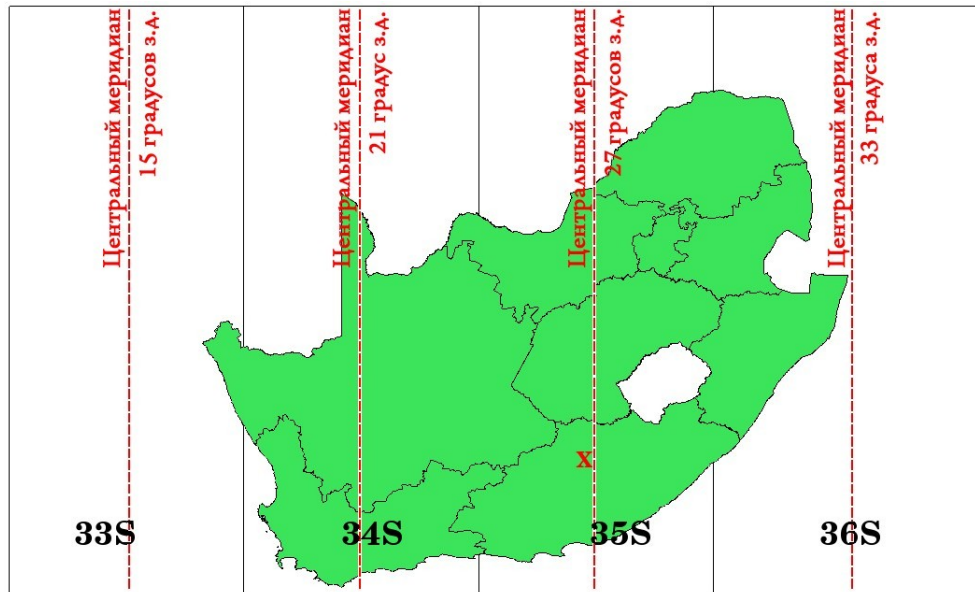 Центральный меридиан
15 градусов з.д.
Центральный меридиан
21 градус з.д.
Центральный меридиан
27 градусов з.д.
Центральный меридиан
33 градуса з.д.
x
33S
34S
35S
36S